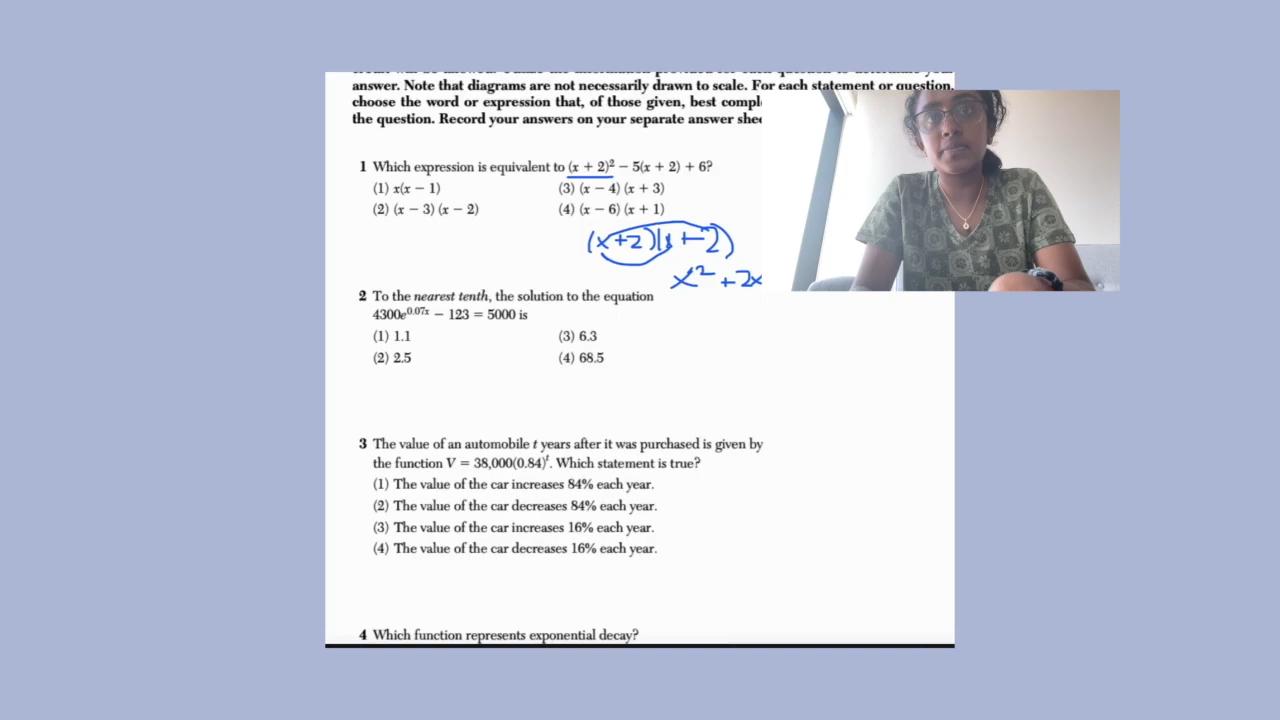 answer. Note that diagrams are not necessarily drawn to scale. For each statement or question,
choose the word or expression that, of those given, best compl
the question. Record your answers on your separate answer shee
1 Which expression is equivalent to (x + 2)² − 5(x + 2) + 6?
(1) x(x − 1) (3) (x − 4) (x + 3)
(2) (x − 3) (x − 2) (4) (x − 6) (x + 1)
(x+2)(x+2)
x² + 2x
2 To the nearest tenth, the solution to the equation
4300e^0.07x − 123 = 5000 is
(1) 1.1 (3) 6.3
(2) 2.5 (4) 68.5
3 The value of an automobile t years after it was purchased is given by
the function V = 38,000(0.84)^t. Which statement is true?
(1) The value of the car increases 84% each year.
(2) The value of the car decreases 84% each year.
(3) The value of the car increases 16% each year.
(4) The value of the car decreases 16% each year.
4 Which function represents exponential decay?